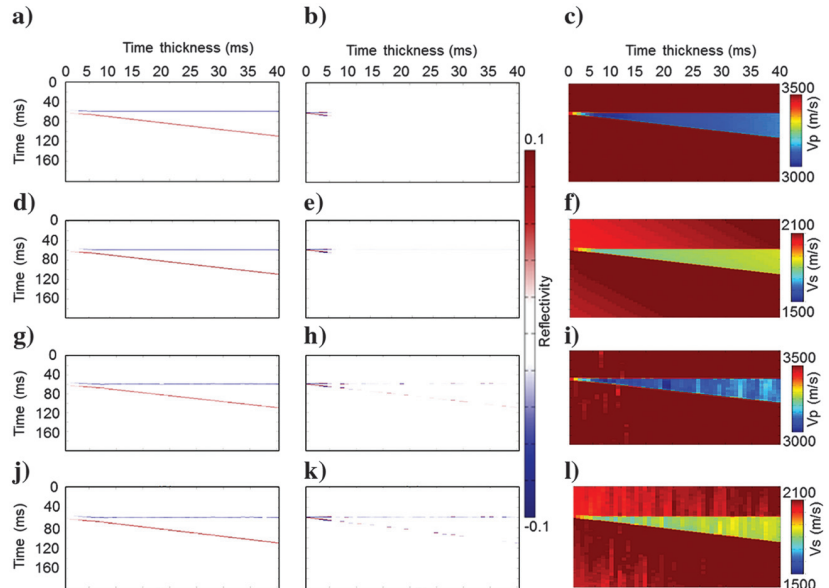 a) b) c)
Time thickness (ms) Time thickness (ms) Time thickness (ms)
0 5 10 15 20 25 30 40 0 5 10 15 20 25 30 40 0 5 10 15 20 25 30 40
0
40
80
120
160
Time (ms)
3500
Vp (m/s)
3000
0.1
Reflectivity
-0.1
d) e) f)
0
40
80
120
160
Time (ms)
2100
Vs (m/s)
1500
g) h) i)
0
40
80
120
160
Time (ms)
3500
Vp (m/s)
3000
j) k) l)
0
40
80
120
160
Time (ms)
2100
Vs (m/s)
1500